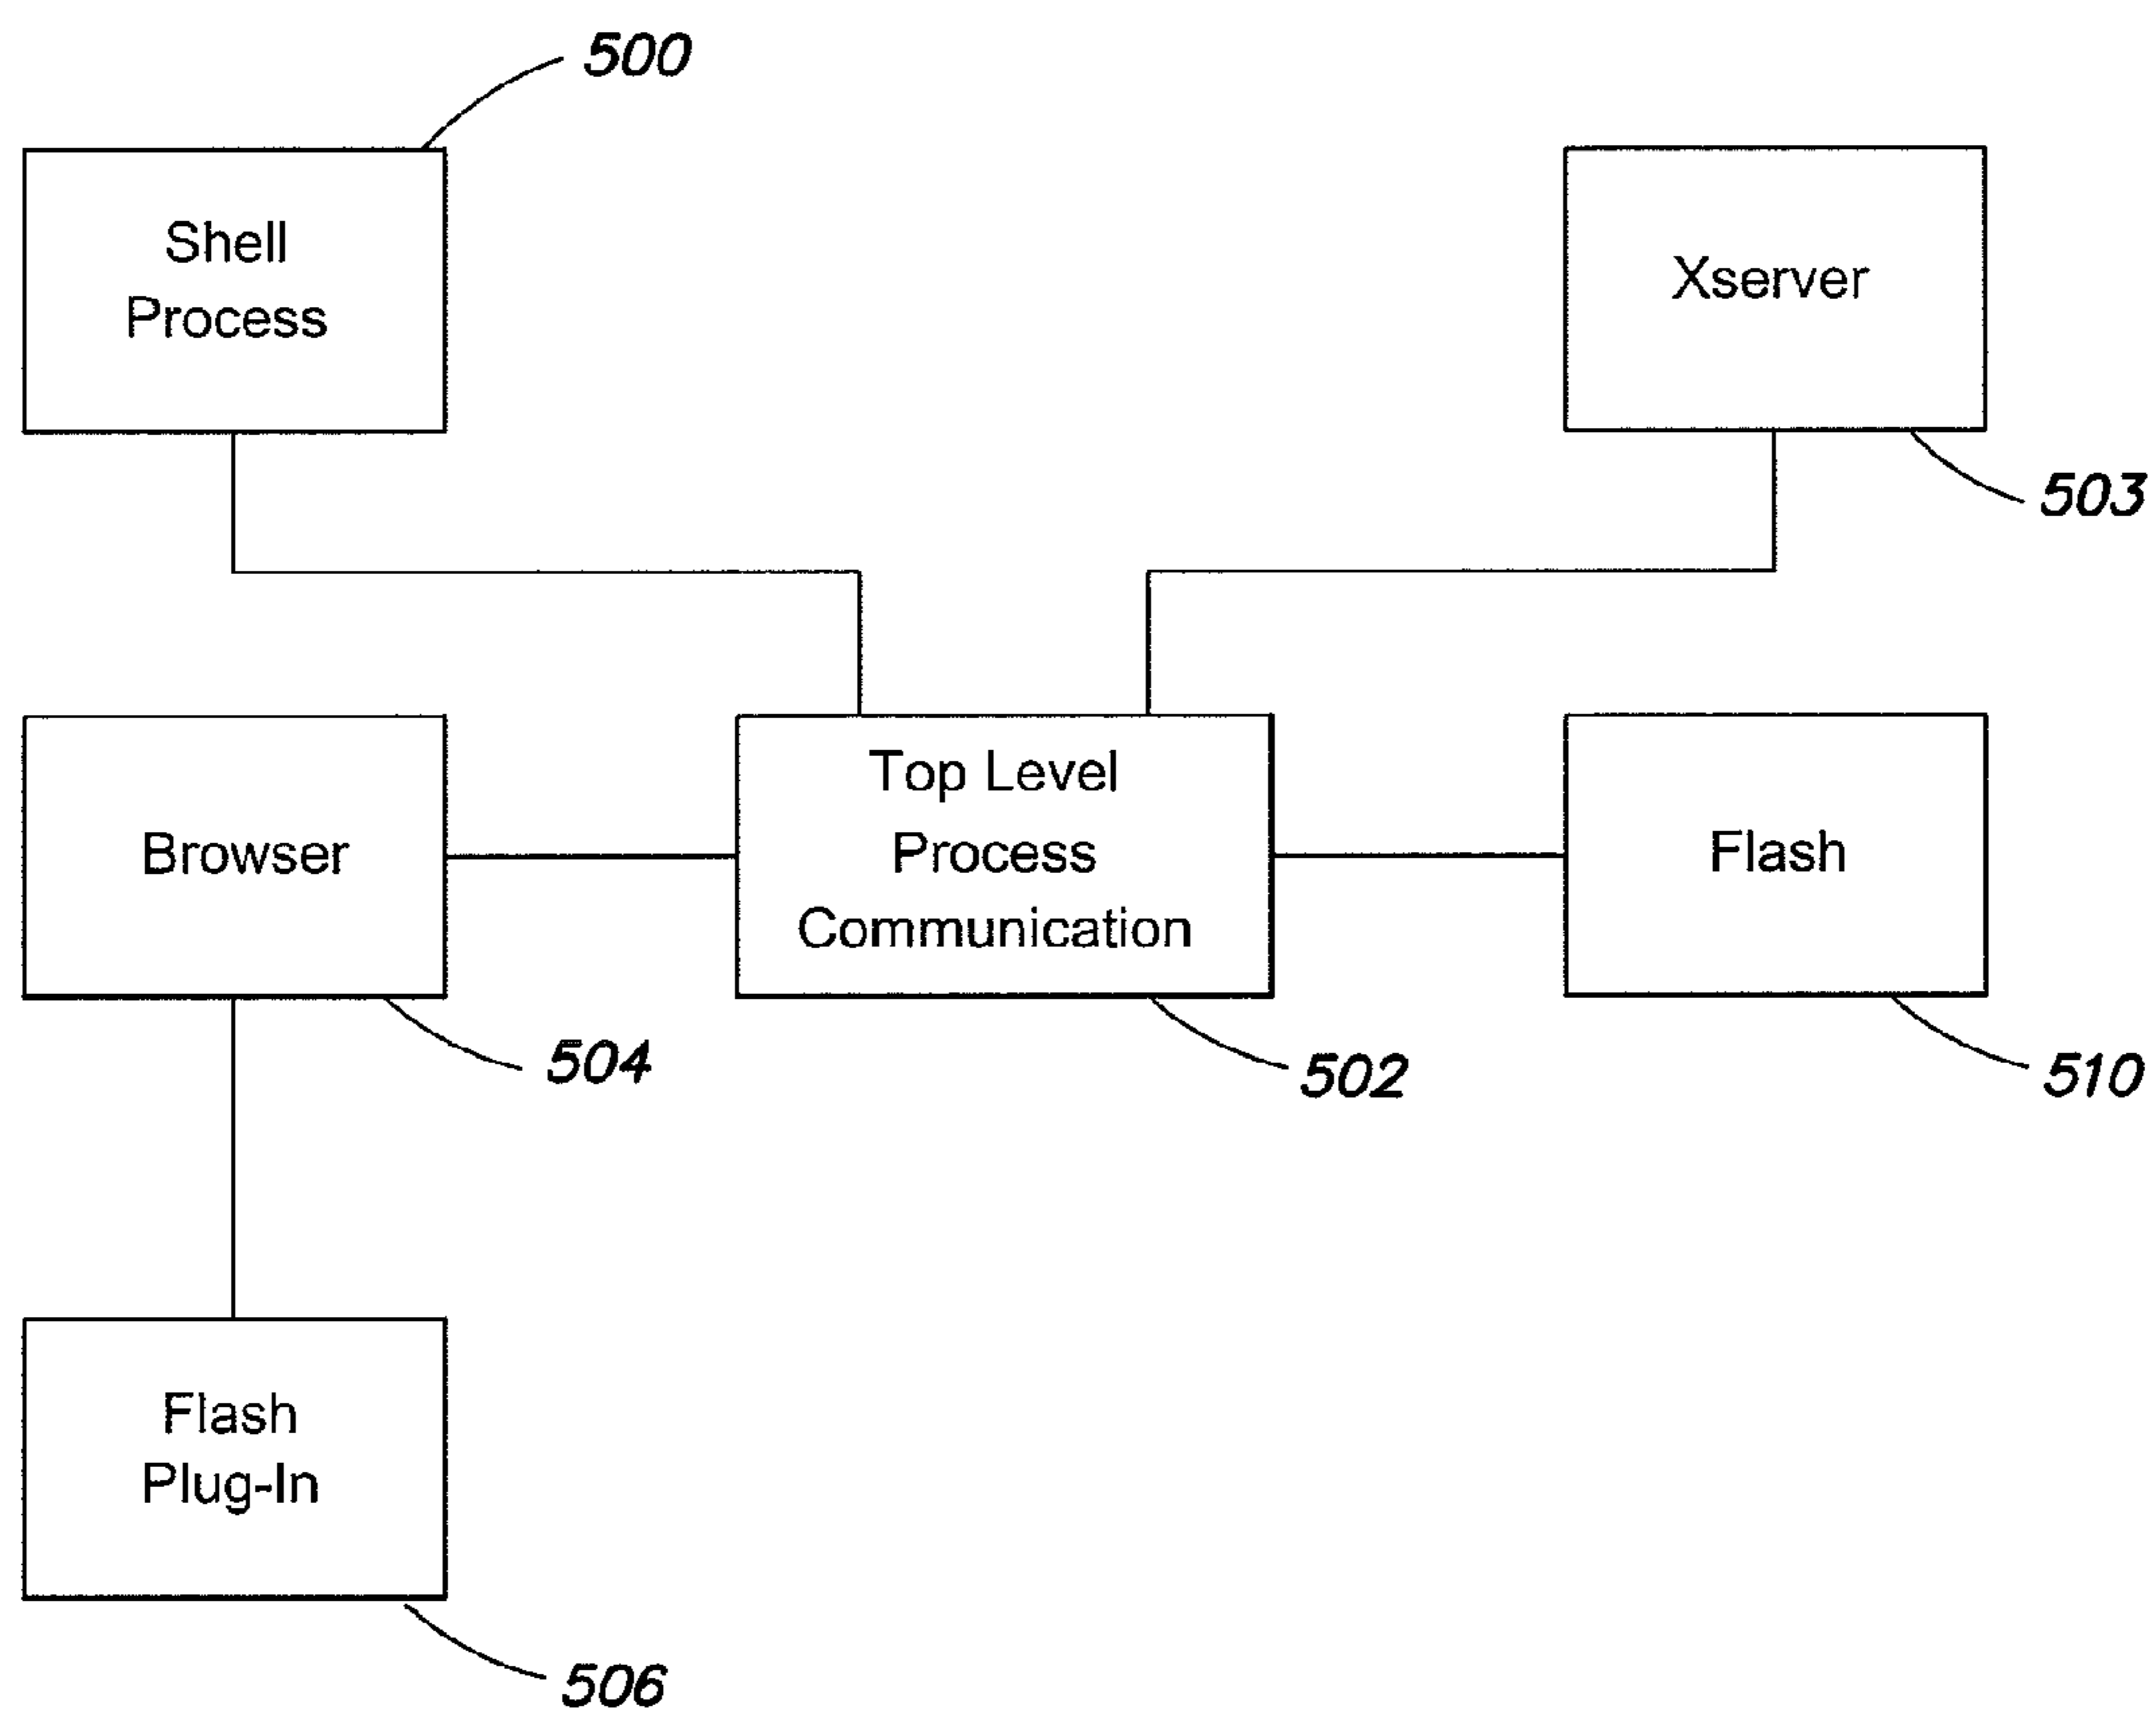 500
Shell
Process
Xserver
503
Browser
504
Top Level
Process
Communication
502
Flash
510
Flash
Plug-In
506